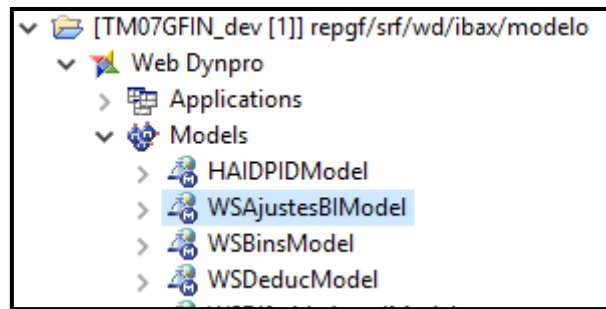 [TM07GFIN_dev [1]] repgf/srf/wd/ibax/modelo
Web Dynpro
Applications
Models
HAIDPIDModel
WSAjustesBIModel
WSBinsModel
WSDeducModel